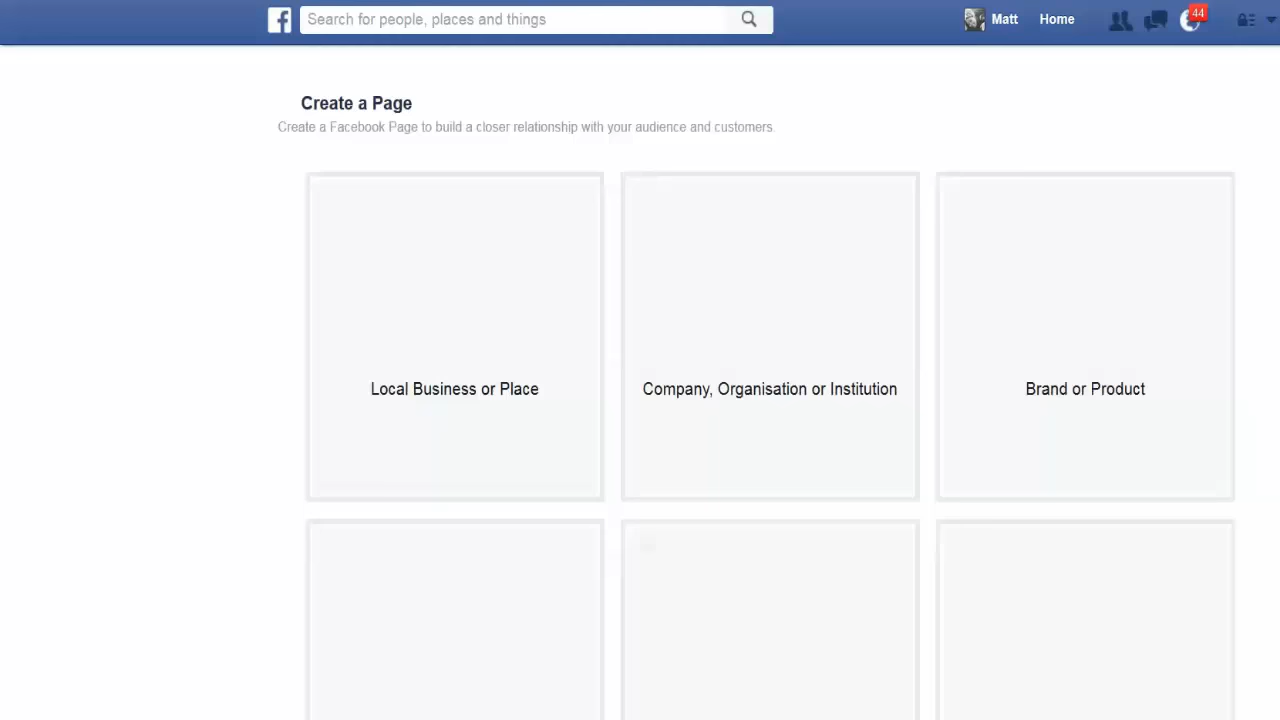 Search for people, places and things
Matt
Home
44
Create a Page
Create a Facebook Page to build a closer relationship with your audience and customers.
Local Business or Place
Company, Organisation or Institution
Brand or Product